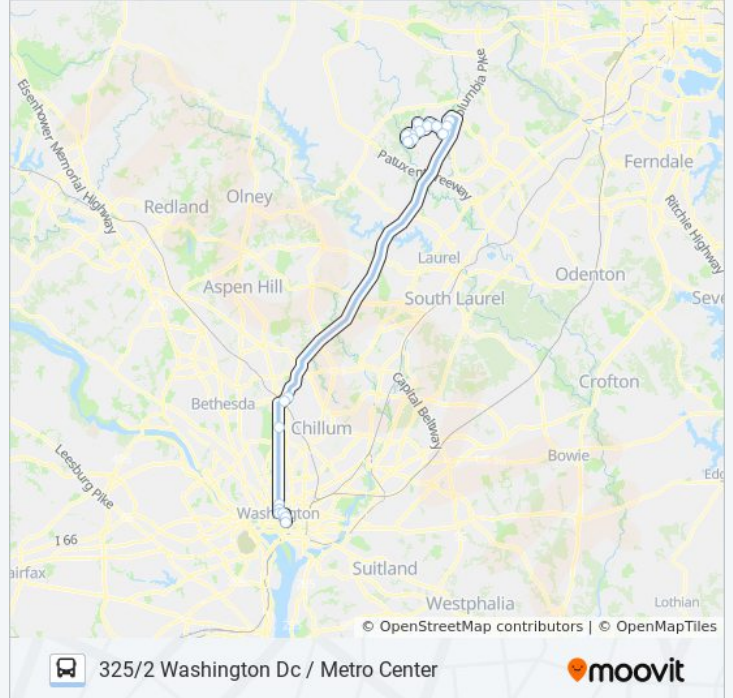 Columbia Pke
Eisenhower Memorial Highway
Patuxent Freeway
Ferndale
Olney
Redland
Ritchie Highway
Laurel
Odenton
Aspen Hill
South Laurel
Seve
Crofton
Capital Beltway
Bethesda
Chillum
Bowie
Leesburg Pike
Edg
Washington
I 66
airfax
Suitland
Westphalia
Lothian
© OpenStreetMap contributors | © OpenMapTiles
325/2 Washington Dc / Metro Center
moovit